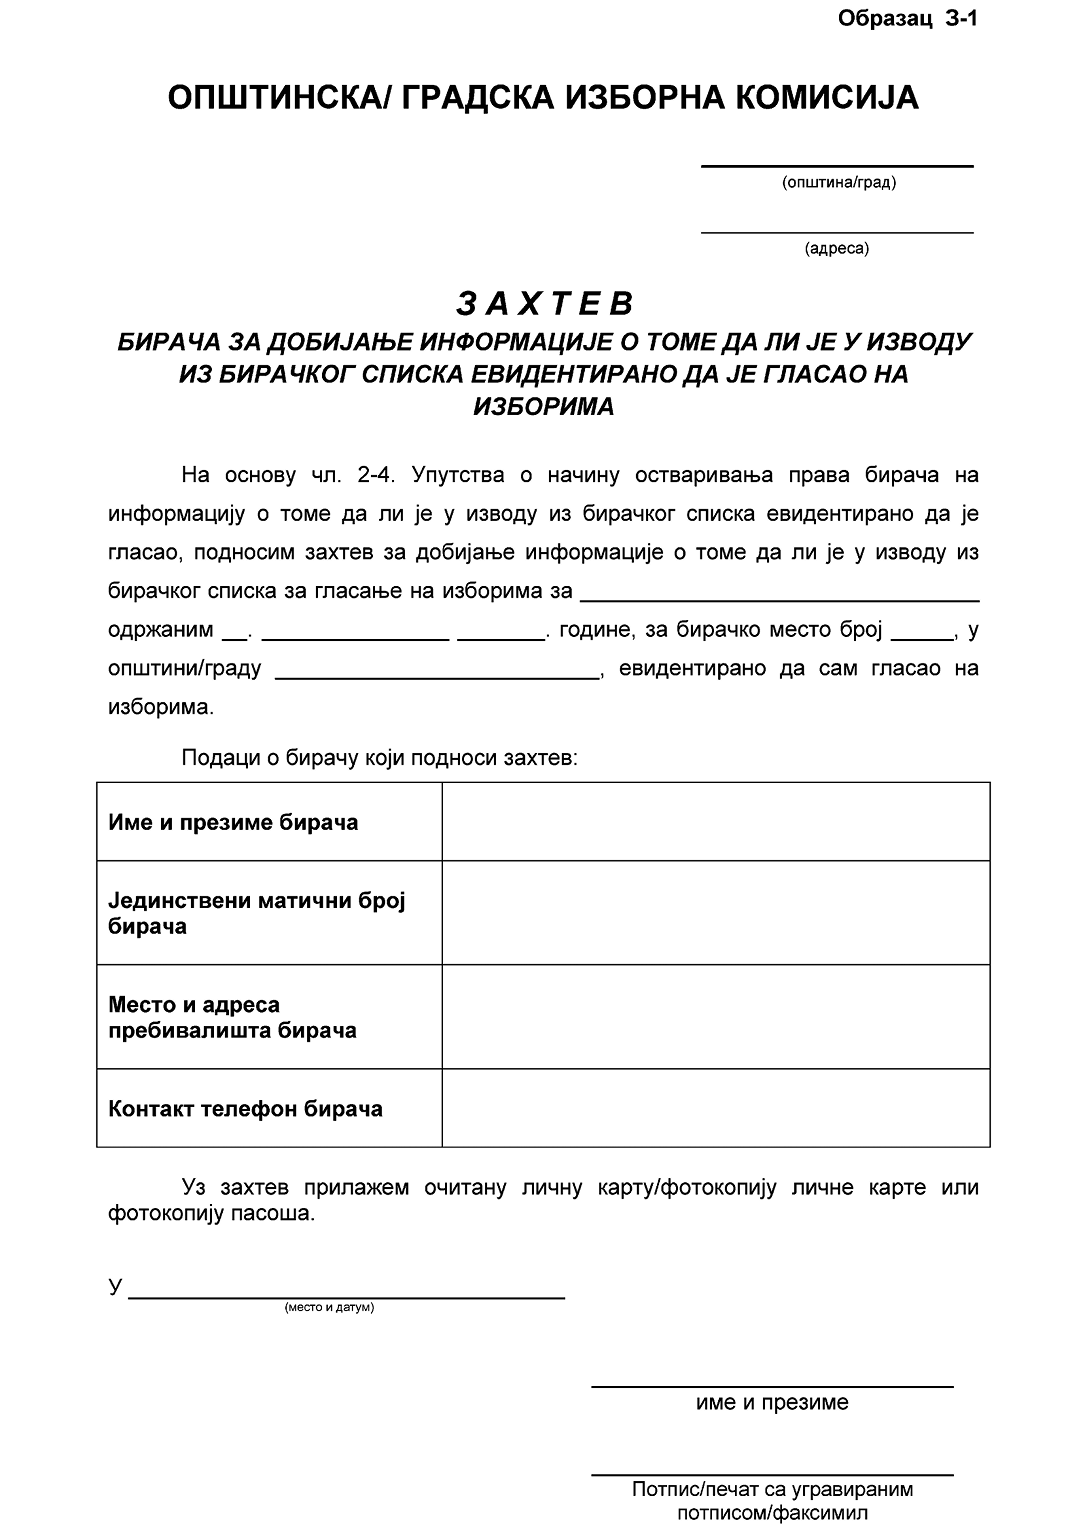 Образац З-1
ОПШТИНСКА/ ГРАДСКА ИЗБОРНА КОМИСИЈА
(општина/град)
(адреса)
З А Х Т Е В
БИРАЧА ЗА ДОБИЈАЊЕ ИНФОРМАЦИЈЕ О ТОМЕ ДА ЛИ ЈЕ У ИЗВОДУ
ИЗ БИРАЧКОГ СПИСКА ЕВИДЕНТИРАНО ДА ЈЕ ГЛАСАО НА
ИЗБОРИМА
На основу чл. 2-4. Упутства о начину остваривања права бирача на
информацију о томе да ли је у изводу из бирачког списка евидентирано да је
гласао, подносим захтев за добијање информације о томе да ли је у изводу из
бирачког списка за гласање на изборима за ________________________________
одржаним __. _______________ _______. године, за бирачко место број _____, у
општини/граду __________________________, евидентирано да сам гласао на
изборима.
Подаци о бирачу који подноси захтев:
Име и презиме бирача
Јединствени матични број
бирача
Место и адреса
пребивалишта бирача
Контакт телефон бирача
Уз захтев прилажем очитану личну карту/фотокопију личне карте или
фотокопију пасоша.
У ___________________________________
(место и датум)
име и презиме
Потпис/печат са угравираним
потписом/факсимил